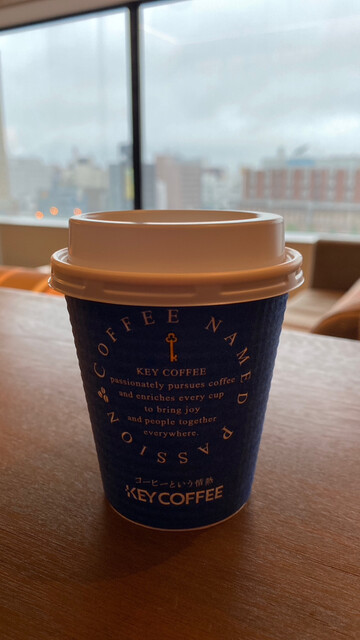 COFFEE NAMED PASSION
KEY COFFEE
passionately pursues coffee
and enriches every cup
to bring joy
and people together
everywhere.
コーヒーという情熱
KEY COFFEE